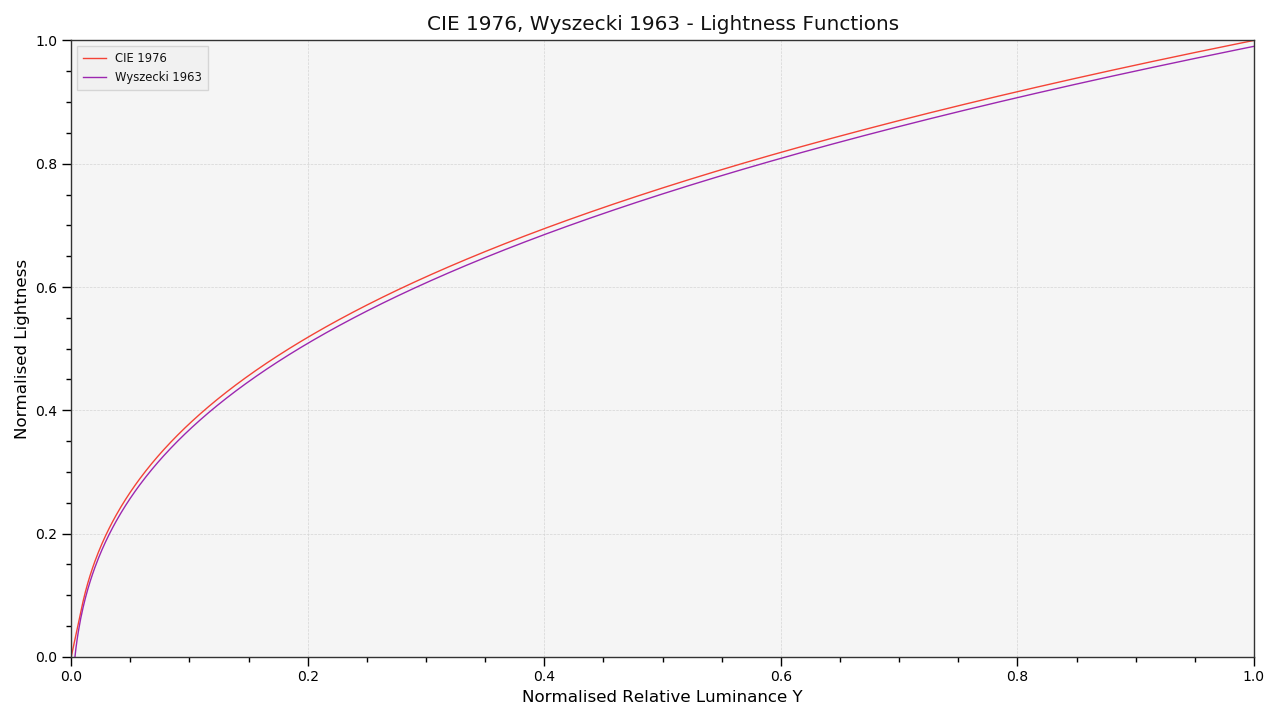 CIE 1976, Wyszecki 1963 - Lightness Functions
CIE 1976
Wyszecki 1963
1.0
0.8
0.6
0.4
0.2
0.0
Normalised Lightness
0.0 0.2 0.4 0.6 0.8 1.0
Normalised Relative Luminance Y